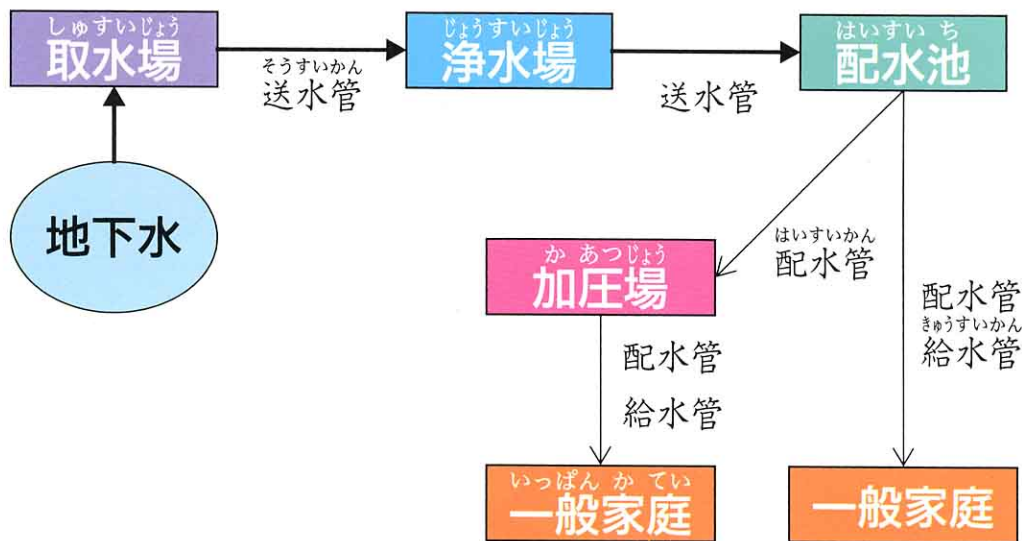 しゅすいじょう
取水場
そうすいかん
送水管
じょうすいじょう
浄水場
送水管
はいすいち
配水池
地下水
はいすいかん
配水管
かあつじょう
加圧場
配水管
給水管
配水管
きゅうすいかん
給水管
いっぱんかてい
一般家庭
一般家庭